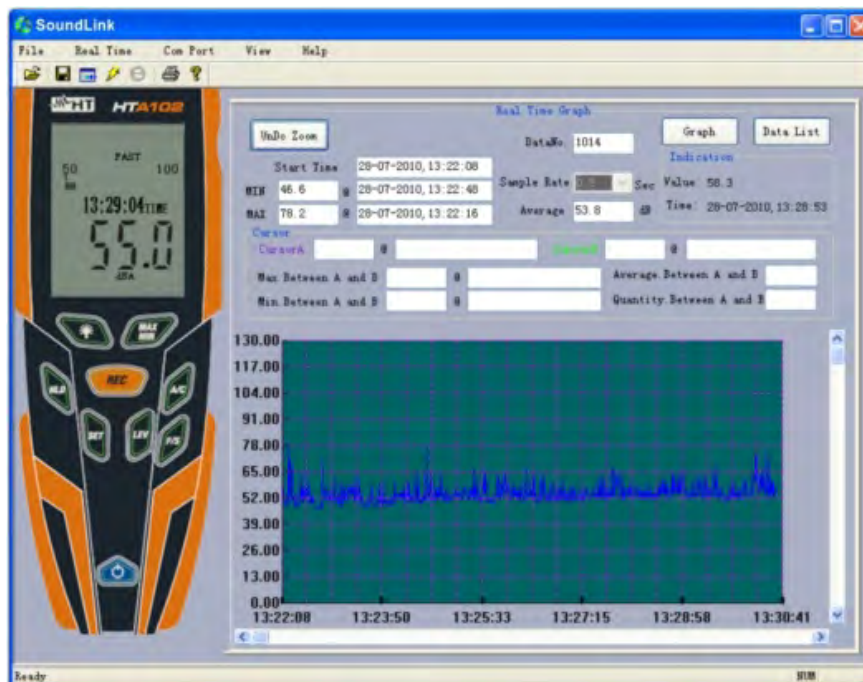 SoundLink
File Real Time Com Port View Help
HT HTA102
FAST
50 100
13:29:04 TIME
55.0
dBA
MAX MIN
HLD REC A/C
SET LEV F/S
Real Time Graph
UnDo Zoom DataNo. 1014 Graph Data List
Indication
Start Time 28-07-2010,13:22:08
MIN 46.6 @ 28-07-2010,13:22:48 Sample Rate Sec Value: 58.3
MAX 78.2 @ 28-07-2010,13:22:16 Average 53.8 dB Time: 28-07-2010,13:28:53
Cursor
CursorA @ @
Max.Between A and B @ Average.Between A and B
Min.Between A and B @ Quantity.Between A and B
130.00
117.00
104.00
91.00
78.00
65.00
52.00
39.00
26.00
13.00
0.00
13:22:08 13:23:50 13:25:33 13:27:15 13:28:58 13:30:41
Ready NUM